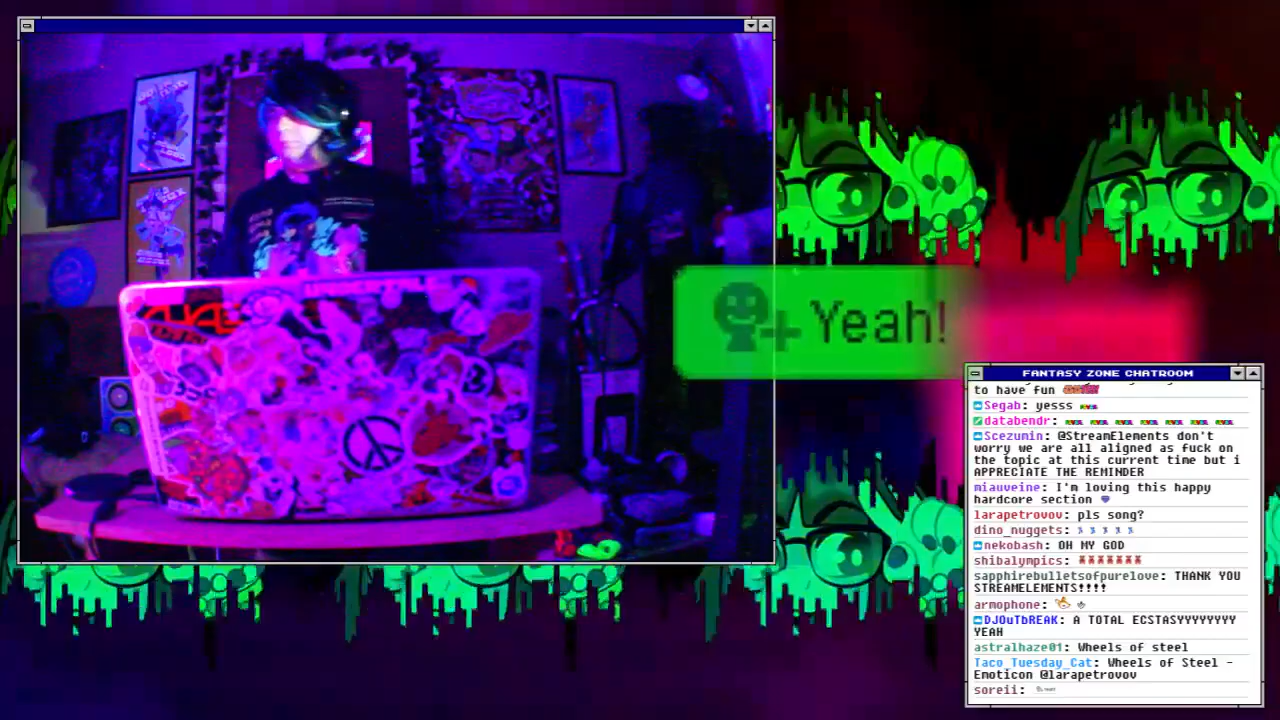 Yeah!
FANTASY ZONE CHATROOM
to have fun
Segab: yesss
databendr:
Scezumin: @StreamElements don't
worry we are all aligned as fuck on
the topic at this current time but i
APPRECIATE THE REMINDER
miauveine: I'm loving this happy
hardcore section
larapetrovov: pls song?
dino_nuggets:
nekobash: OH MY GOD
shibalympics:
sapphirebulletsofpurelove: THANK YOU
STREAMELEMENTS!!!!
armophone:
DJOuTbREAK: A TOTAL ECSTASYYYYYYYY
YEAH
astralhaze01: Wheels of steel
Taco_Tuesday_Cat: Wheels of Steel -
Emoticon @larapetrovov
soreii: